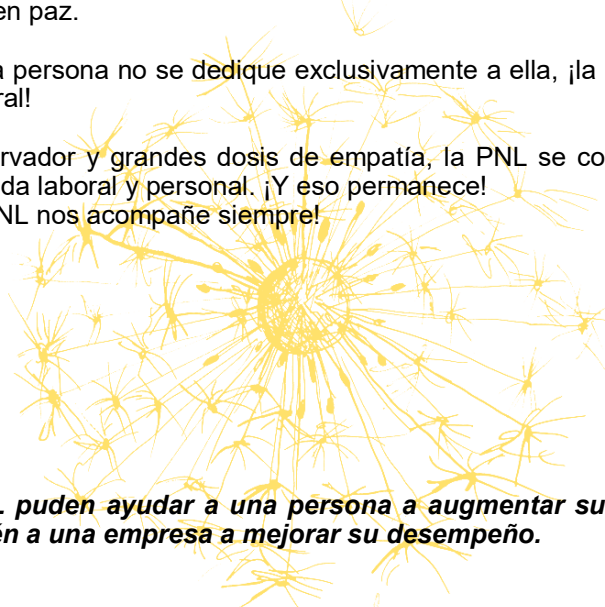 en paz.
a persona no se dedique exclusivamente a ella, ¡la
ral!
rvador y grandes dosis de empatía, la PNL se co
da laboral y personal. ¡Y eso permanece!
NL nos acompañe siempre!
L puden ayudar a una persona a augmentar su
én a una empresa a mejorar su desempeño.